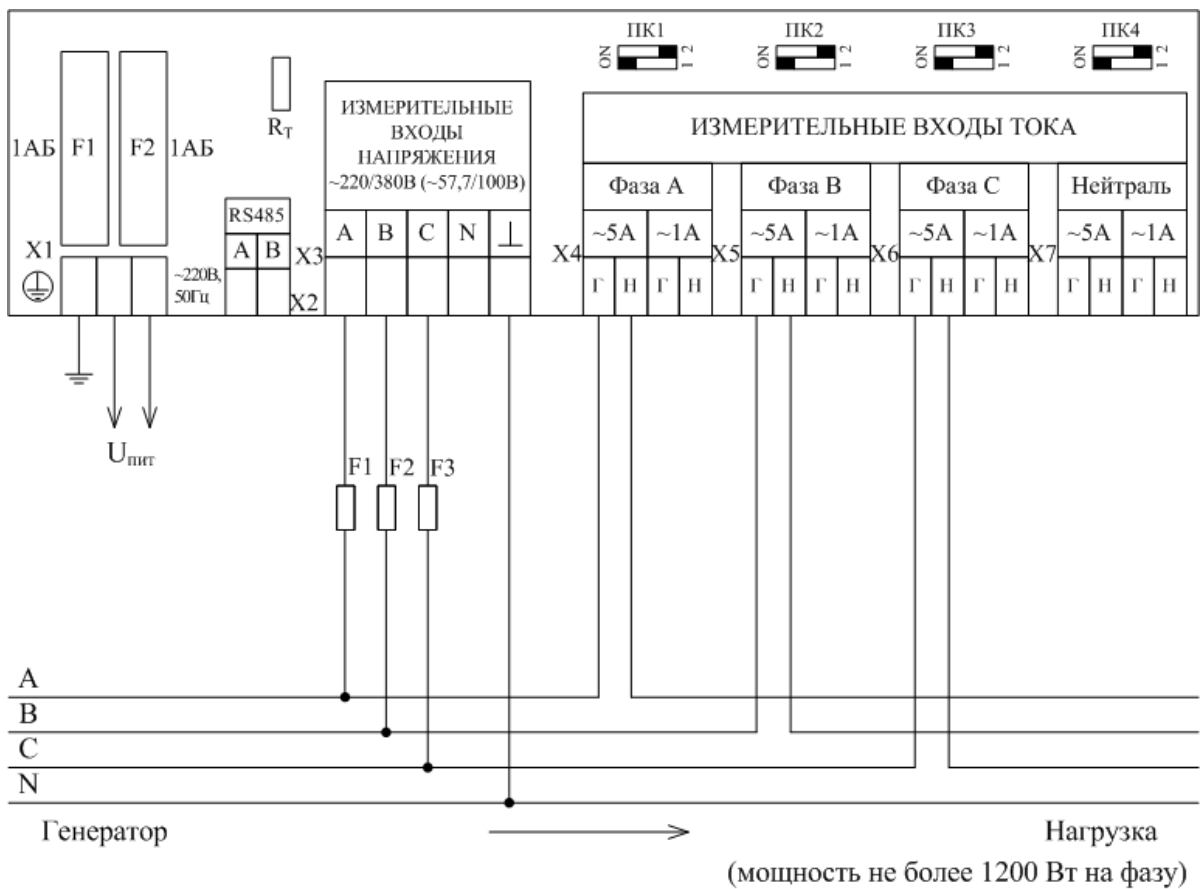 ПК1 ПК2 ПК3 ПК4
ON 1 2 ON 1 2 ON 1 2 ON 1 2
1АБ F1 F2 1АБ
RТ
ИЗМЕРИТЕЛЬНЫЕ
ВХОДЫ
НАПРЯЖЕНИЯ
~220/380В (~57,7/100В)
ИЗМЕРИТЕЛЬНЫЕ ВХОДЫ ТОКА
Фаза А Фаза В Фаза С Нейтраль
RS485
A B
X1
~220В,
50Гц
X2
X3
A B C N ⊥
X4 ~5А ~1А X5 ~5А ~1А X6 ~5А ~1А X7 ~5А ~1А
Г Н Г Н Г Н Г Н Г Н Г Н Г Н Г Н
Uпит
F1 F2 F3
A
B
C
N
Генератор
Нагрузка
(мощность не более 1200 Вт на фазу)